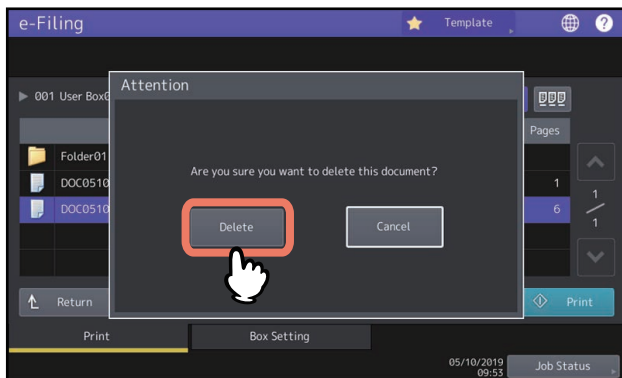 e-Filing
Template
001 User Box0
Attention
Pages
Folder01
Are you sure you want to delete this document?
DOC0510
1
1
DOC0510
6
1
Delete
Cancel
Return
Print
Print
Box Setting
05/10/2019
09:53
Job Status